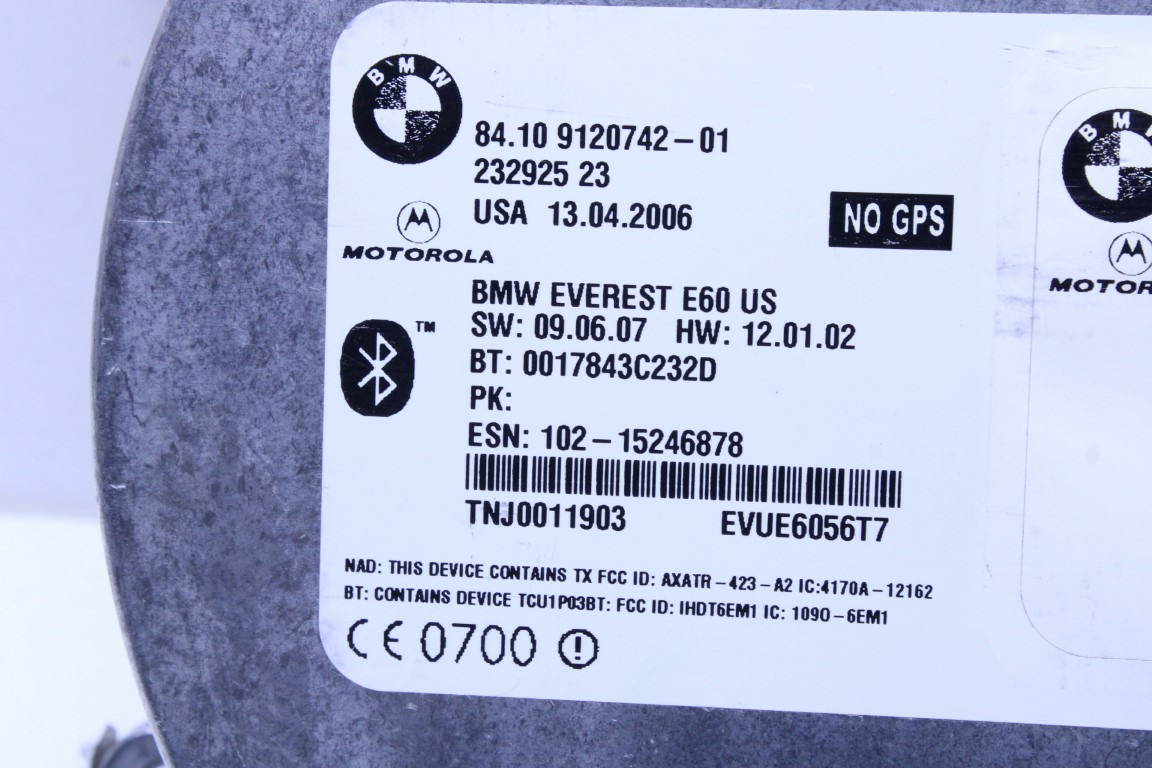 BMW
84.10 9120742-01
232925 23
USA 13.04.2006
NO GPS
MOTOROLA
BMW EVEREST E60 US
SW: 09.06.07 HW: 12.01.02
TM
BT: 0017843C232D
PK:
ESN: 102-15246878
TNJ0011903 EVUE6056T7
NAD: THIS DEVICE CONTAINS TX FCC ID: AXATR-423-A2 IC:4170A-12162
BT: CONTAINS DEVICE TCU1P03BT: FCC ID: IHDT6EM1 IC: 1090-6EM1
CE 0700
BMW
MOTOR